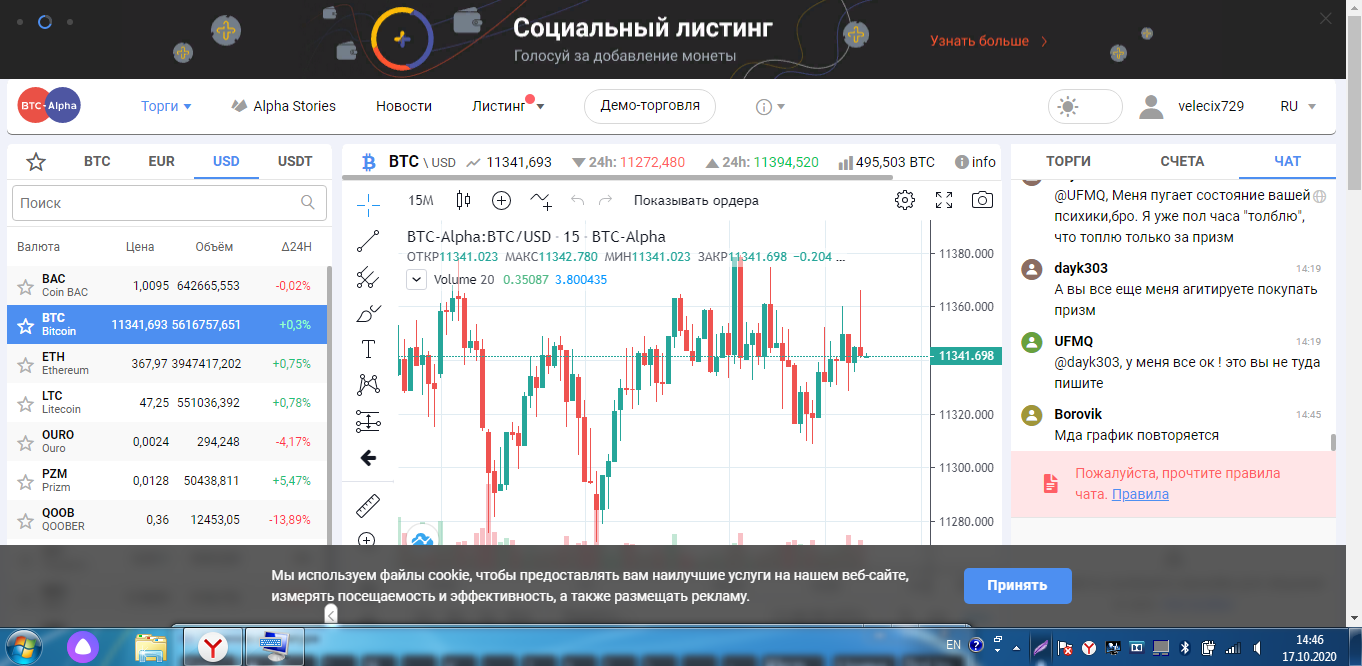 Социальный листинг
Голосуй за добавление монеты
Узнать больше
BTC-Alpha
Торги
Alpha Stories
Новости
Листинг
Демо-торговля
velecix729
RU
BTC EUR USD USDT
Поиск
Валюта Цена Объём Δ24H
BAC 1,0095 642665,553 -0,02%
Coin BAC
BTC 11341,693 5616757,651 +0,3%
Bitcoin
ETH 367,97 3947417,202 +0,75%
Ethereum
LTC 47,25 551036,392 +0,78%
Litecoin
OURO 0,0024 294,248 -4,17%
Ouro
PZM 0,0128 50438,811 +5,47%
Prizm
QOOB 0,36 12453,05 -13,89%
QOOBER
BTC \ USD 11341,693 24h: 11272,480 24h: 11394,520 495,503 BTC info
15М Показывать ордера
BTC-Alpha:BTC/USD · 15 · BTC-Alpha
ОТКР11341.023 МАКС11342.780 МИН11341.023 ЗАКР11341.698 −0.204 ...
Volume 20 0.35087 3.800435
11380.000
11360.000
11341.698
11320.000
11300.000
11280.000
ТОРГИ СЧЕТА ЧАТ
@UFMQ, Меня пугает состояние вашей
психики,бро. Я уже пол часа "толблю",
что топлю только за призм
dayk303 14:19
А вы все еще меня агитируете покупать
призм
UFMQ 14:19
@dayk303, у меня все ок ! это вы не туда
пишите
Borovik 14:45
Мда график повторяется
Пожалуйста, прочтите правила
чата. Правила
Мы используем файлы cookie, чтобы предоставлять вам наилучшие услуги на нашем веб-сайте,
измерять посещаемость и эффективность, а также размещать рекламу.
Принять
EN
14:46
17.10.2020